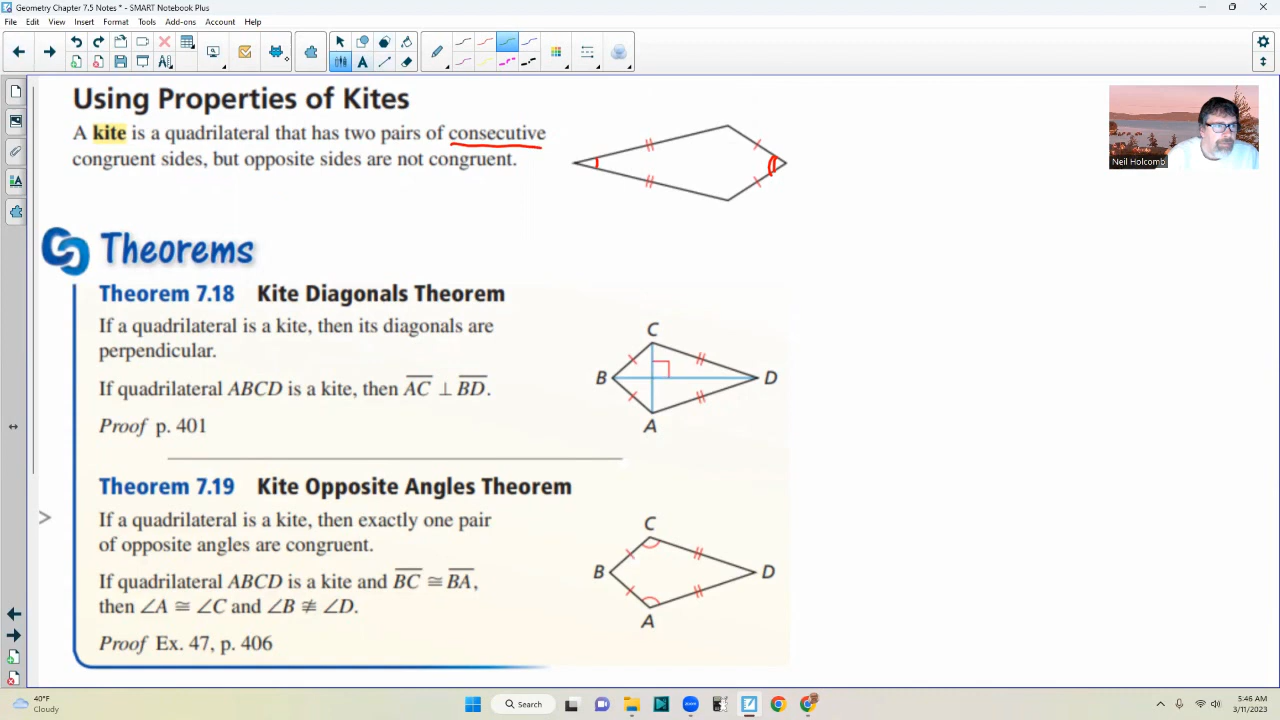 Geometry Chapter 7.5 Notes * - SMART Notebook Plus
File Edit View Insert Format Tools Add-ons Account Help
Using Properties of Kites
A kite is a quadrilateral that has two pairs of consecutive
congruent sides, but opposite sides are not congruent.
Neil Holcomb
Theorems
Theorem 7.18 Kite Diagonals Theorem
If a quadrilateral is a kite, then its diagonals are
perpendicular.
If quadrilateral ABCD is a kite, then AC ⊥ BD.
Proof p. 401
C
B
D
A
Theorem 7.19 Kite Opposite Angles Theorem
If a quadrilateral is a kite, then exactly one pair
of opposite angles are congruent.
If quadrilateral ABCD is a kite and BC ≅ BA,
then ∠A ≅ ∠C and ∠B ≇ ∠D.
Proof Ex. 47, p. 406
C
B
D
A
40°F
Cloudy
Search
5:46 AM
3/11/2023